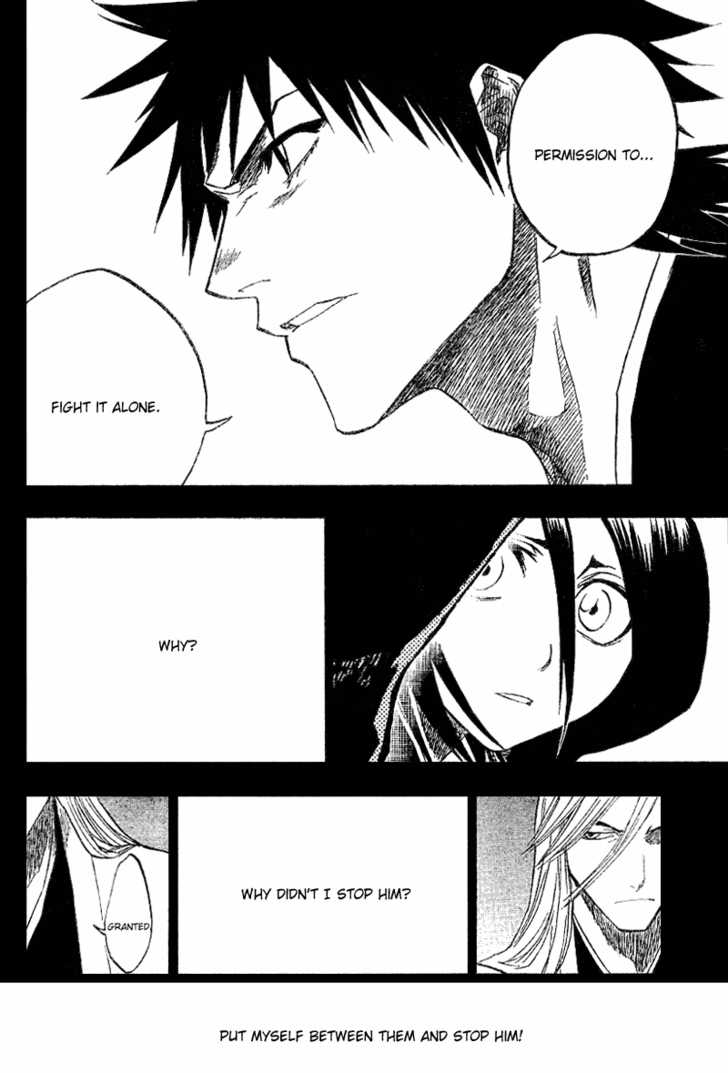 PERMISSION TO...
FIGHT IT ALONE.
WHY?
GRANTED.
WHY DIDN'T I STOP HIM?
PUT MYSELF BETWEEN THEM AND STOP HIM!